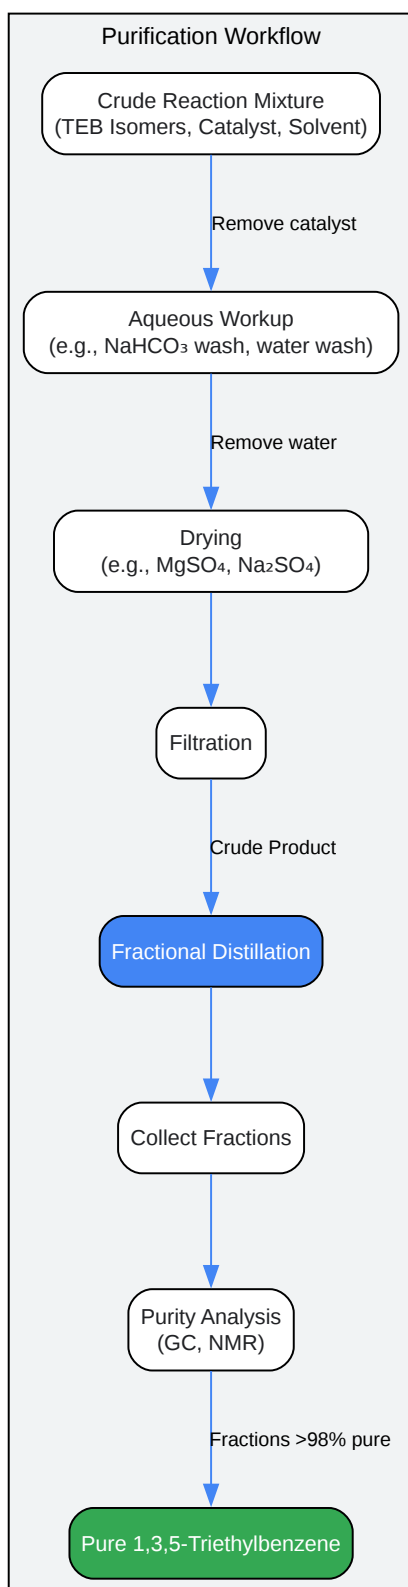 Purification Workflow
Crude Reaction Mixture
(TEB Isomers, Catalyst, Solvent)
Remove catalyst
Aqueous Workup
(e.g., NaHCO₃ wash, water wash)
Remove water
Drying
(e.g., MgSO₄, Na₂SO₄)
Filtration
Crude Product
Fractional Distillation
Collect Fractions
Purity Analysis
(GC, NMR)
Fractions >98% pure
Pure 1,3,5-Triethylbenzene